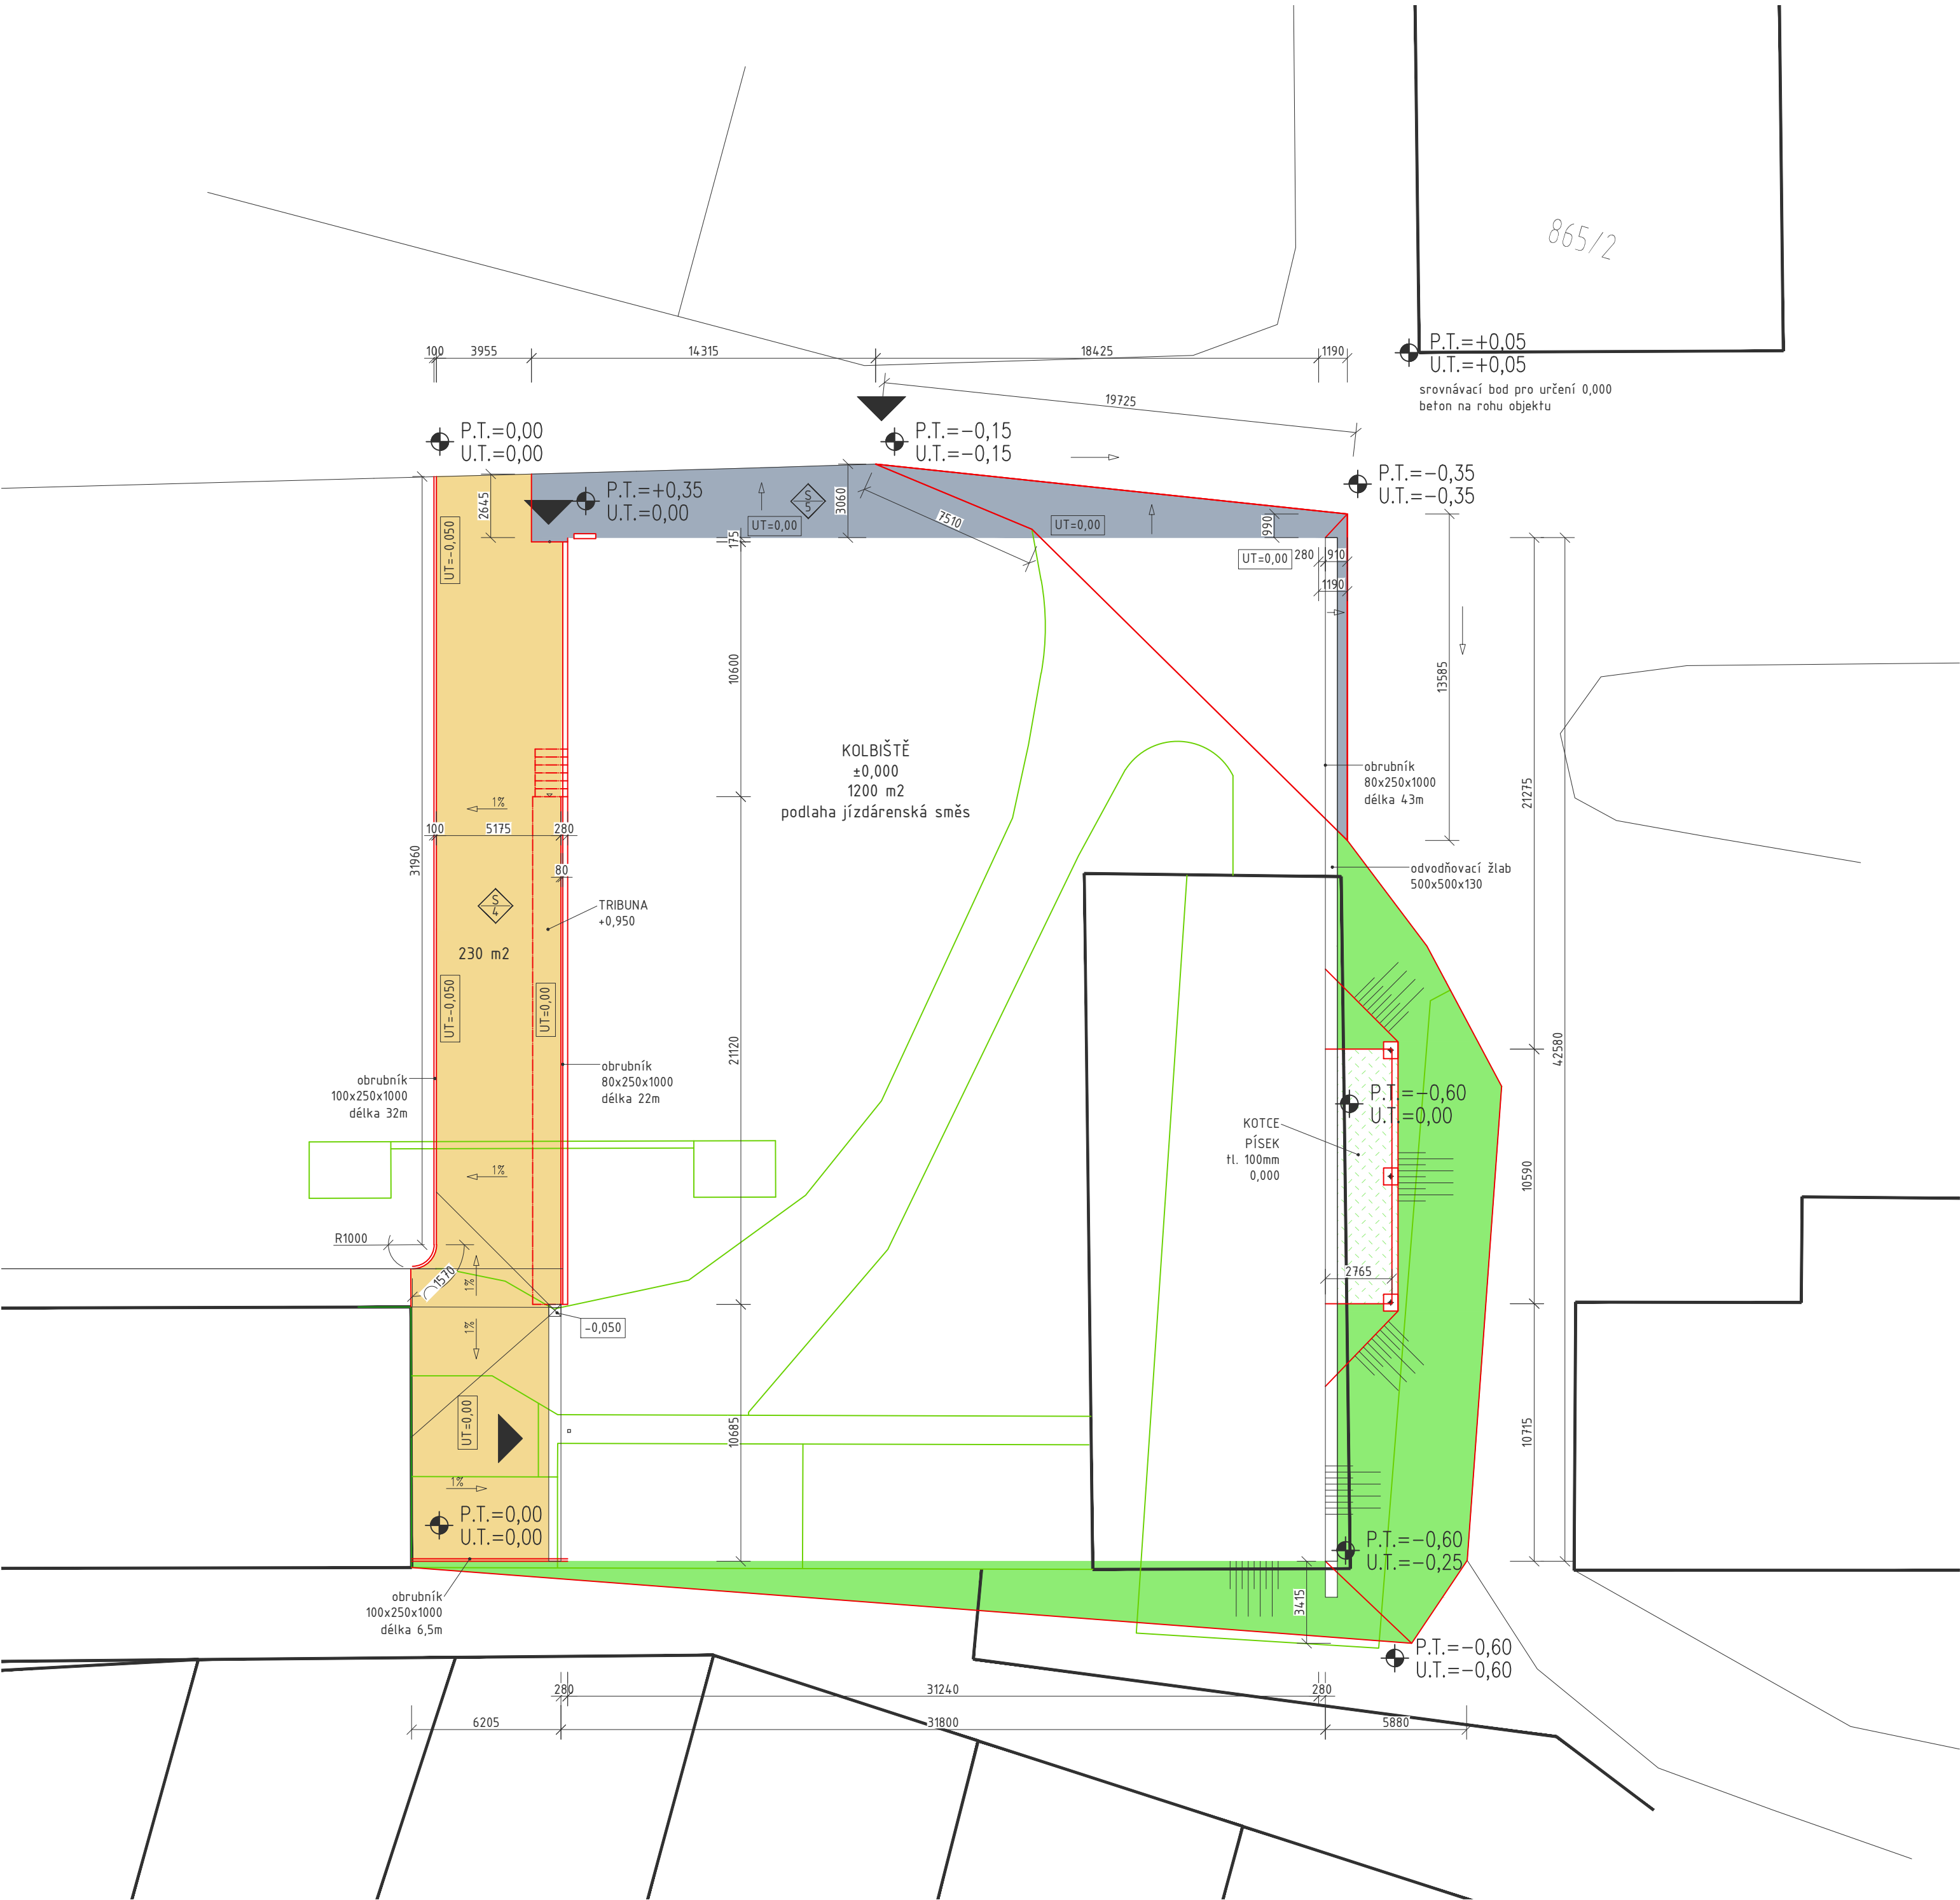 865/2
P.T.=+0,05
U.T.=+0,05
srovnávací bod pro určení 0,000
beton na rohu objektu
100
3955
14315
18425
1190
19725
P.T.=0,00
U.T.=0,00
P.T.=-0,15
U.T.=-0,15
P.T.=-0,35
U.T.=-0,35
P.T.=+0,35
U.T.=0,00
2645
UT=-0,050
UT=0,00
S
5
3060
7510
UT=0,00
990
175
UT=0,00
280
910
1190
10600
13585
KOLBIŠTĚ
±0,000
1200 m2
podlaha jízdárenská směs
obrubník
80x250x1000
délka 43m
21275
1%
100
5175
280
31960
80
odvodňovací žlab
500x500x130
S
4
TRIBUNA
+0,950
230 m2
UT=-0,050
UT=0,00
21120
42580
obrubník
100x250x1000
délka 32m
obrubník
80x250x1000
délka 22m
P.T.=-0,60
U.T.=0,00
KOTCE
PÍSEK
tl. 100mm
0,000
1%
10590
R1000
1570
1%
2765
1%
-0,050
UT=0,00
10685
10715
1%
P.T.=0,00
U.T.=0,00
P.T.=-0,60
U.T.=-0,25
obrubník
100x250x1000
délka 6,5m
3415
P.T.=-0,60
U.T.=-0,60
280
31240
280
6205
31800
5880